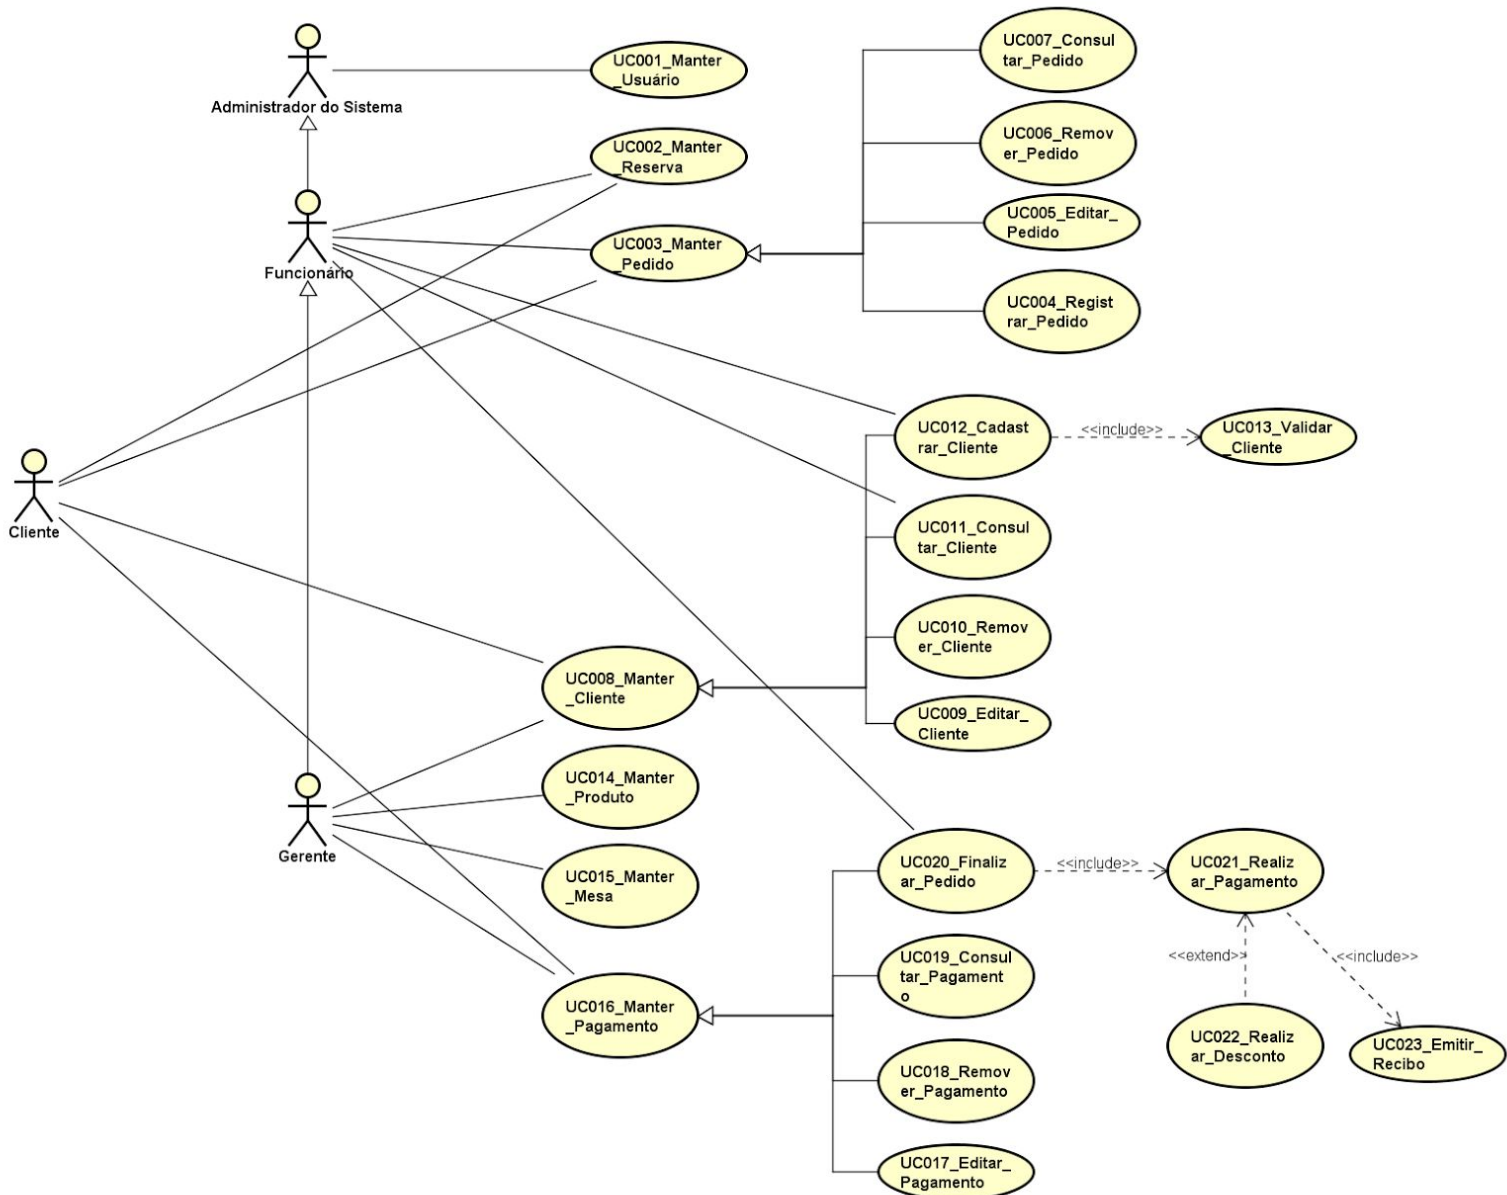 UC007_Consul
tar_Pedido
UC001_Manter
_Usuário
Administrador do Sistema
UC002_Manter
_Reserva
UC006_Remov
er_Pedido
UC005_Editar_
Pedido
UC003_Manter
_Pedido
Funcionário
UC004_Regist
rar_Pedido
UC012_Cadast
rar_Cliente
<<include>>
UC013_Validar
_Cliente
Cliente
UC011_Consul
tar_Cliente
UC010_Remov
er_Cliente
UC008_Manter
_Cliente
UC009_Editar_
Cliente
UC014_Manter
_Produto
Gerente
UC015_Manter
_Mesa
UC020_Finaliz
ar_Pedido
<<include>>
UC021_Realiz
ar_Pagamento
<<extend>>
<<include>>
UC019_Consul
tar_Pagament
o
UC016_Manter
_Pagamento
UC022_Realiz
ar_Desconto
UC023_Emitir_
Recibo
UC018_Remov
er_Pagamento
UC017_Editar_
Pagamento